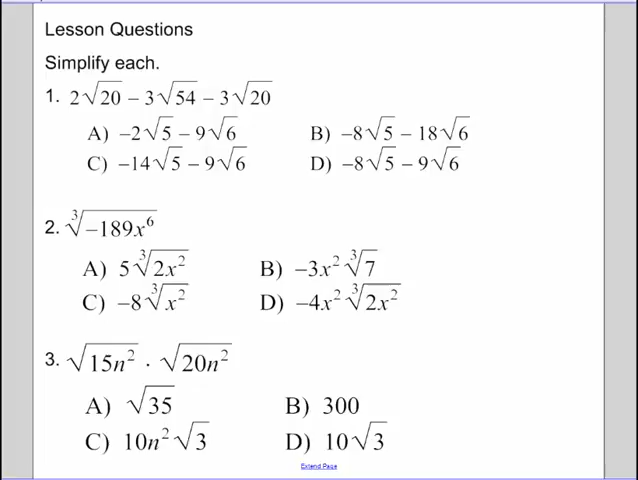 Lesson Questions
Simplify each.
1. 2√20 − 3√54 − 3√20
A) −2√5 − 9√6 B) −8√5 − 18√6
C) −14√5 − 9√6 D) −8√5 − 9√6
2. ∛(−189x⁶)
A) 5∛(2x²) B) −3x²∛7
C) −8∛(x²) D) −4x²∛(2x²)
3. √(15n²) · √(20n²)
A) √35 B) 300
C) 10n²√3 D) 10√3
Extend Page